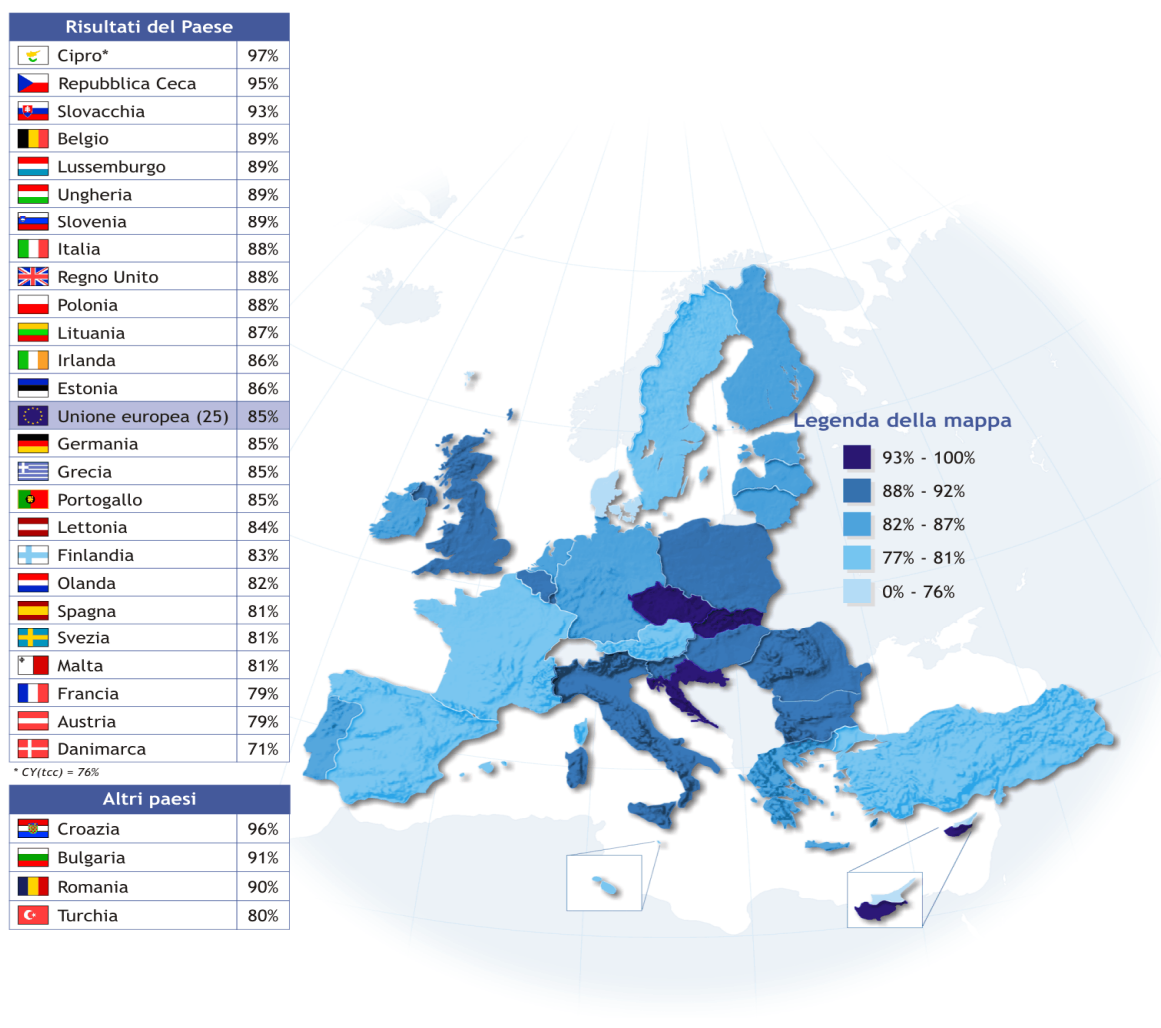 Risultati del Paese
Cipro* 97%
Repubblica Ceca 95%
Slovacchia 93%
Belgio 89%
Lussemburgo 89%
Ungheria 89%
Slovenia 89%
Italia 88%
Regno Unito 88%
Polonia 88%
Lituania 87%
Irlanda 86%
Estonia 86%
Unione europea (25) 85%
Germania 85%
Grecia 85%
Portogallo 85%
Lettonia 84%
Finlandia 83%
Olanda 82%
Spagna 81%
Svezia 81%
Malta 81%
Francia 79%
Austria 79%
Danimarca 71%
* CY(tcc) = 76%
Altri paesi
Croazia 96%
Bulgaria 91%
Romania 90%
Turchia 80%
Legenda della mappa
93% - 100%
88% - 92%
82% - 87%
77% - 81%
0% - 76%